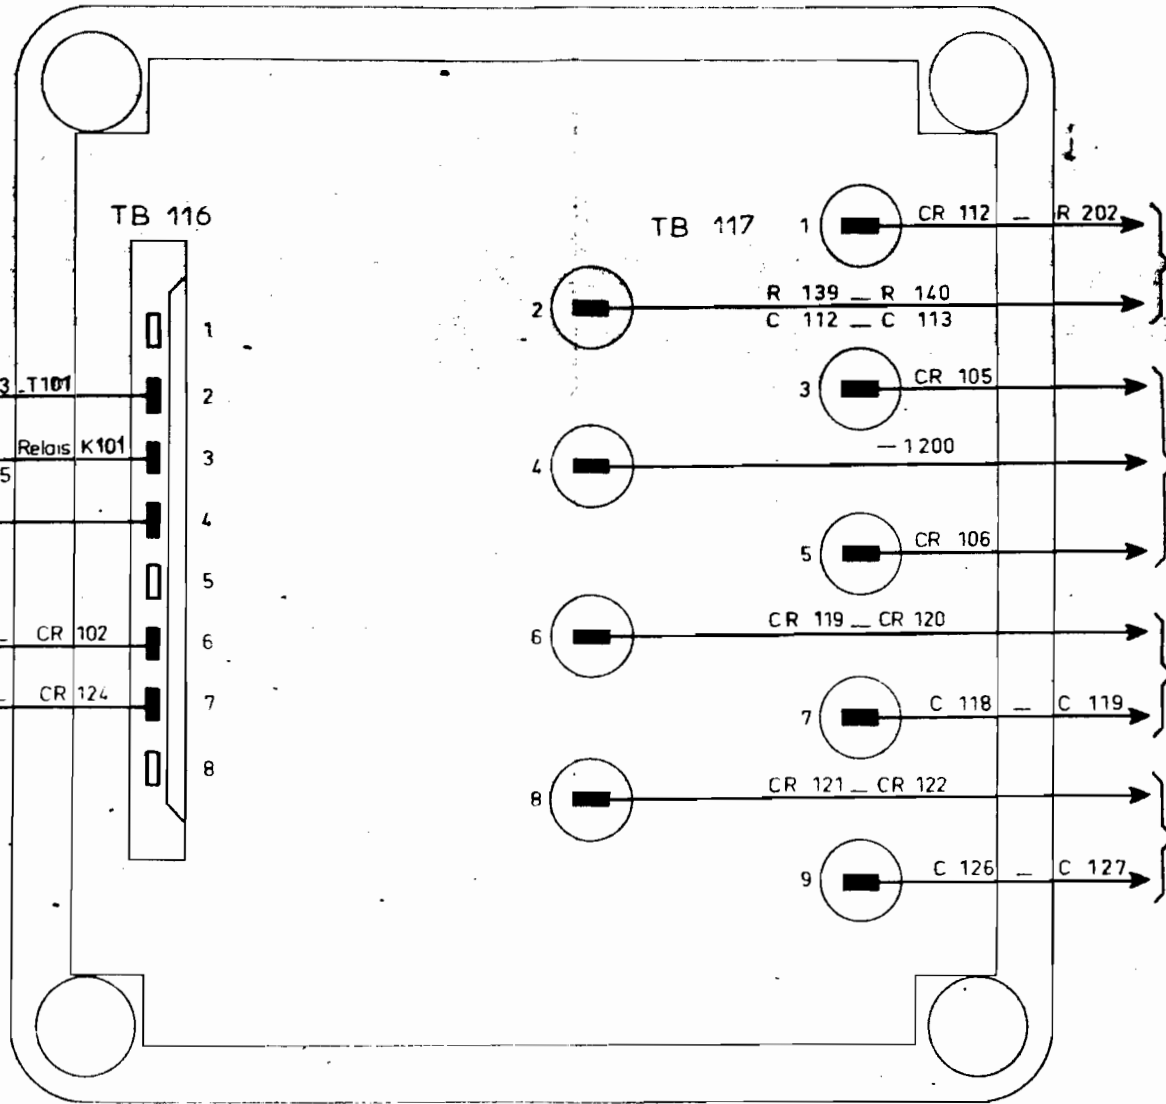 TB 116
TB 117
1 CR 112 _ R 202
2 R 139 _ R 140
C 112 _ C 113
3 CR 105
4 -1200
5 CR 106
6 CR 119 _ CR 120
7 C 118 _ C 119
8 CR 121 _ CR 122
9 C 126 _ C 127
1
3 _ T101 2
Relais K101 3
5
4
5
- CR 102 6
- CR 124 7
8